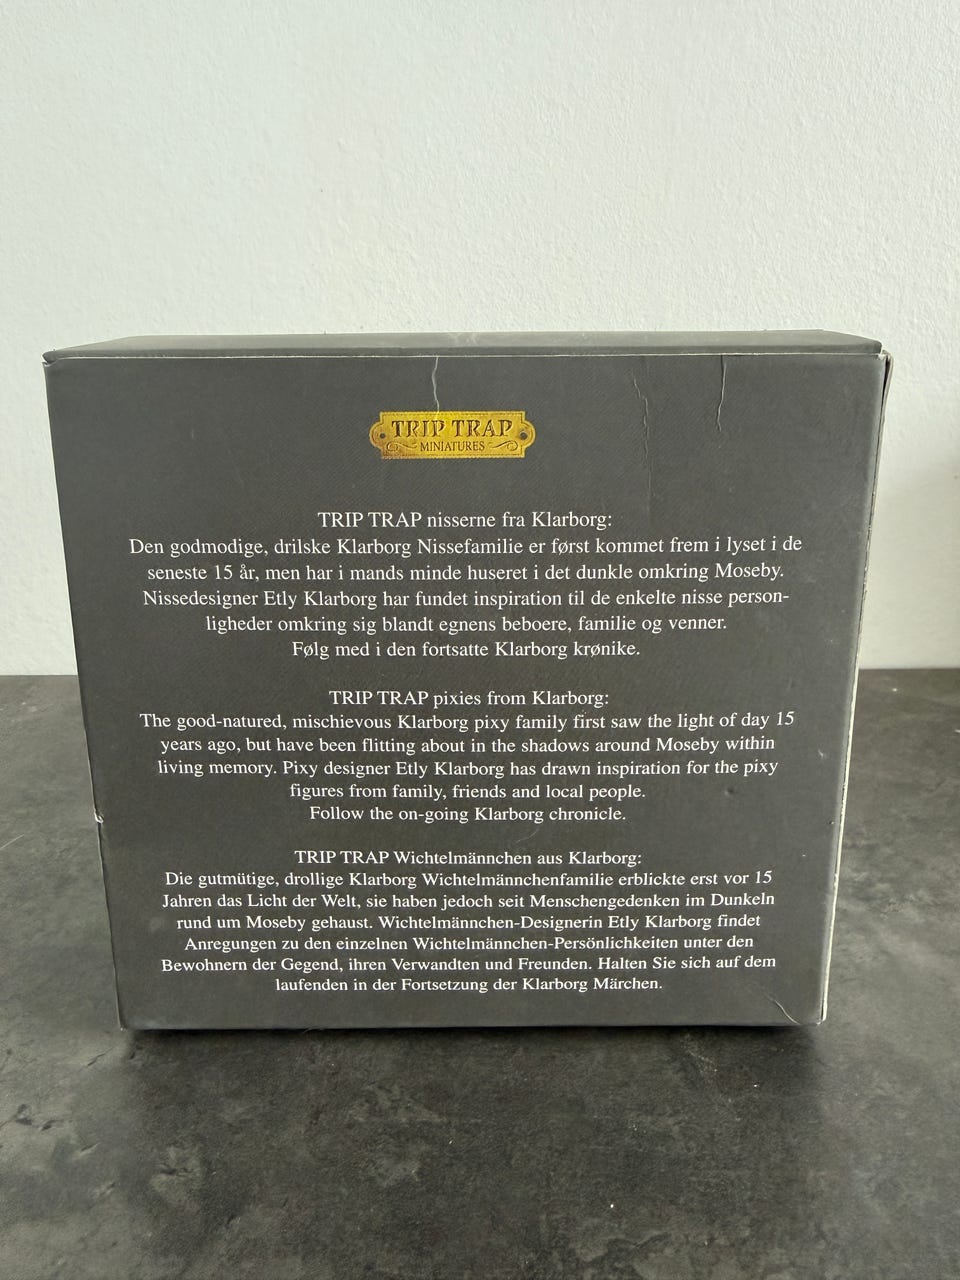 TRIP TRAP
MINIATURES
TRIP TRAP nisserne fra Klarborg:
Den godmodige, drilske Klarborg Nissefamilie er først kommet frem i lyset i de
seneste 15 år, men har i mands minde huseret i det dunkle omkring Moseby.
Nissedesigner Etly Klarborg har fundet inspiration til de enkelte nisse person-
ligheder omkring sig blandt egnens beboere, familie og venner.
Følg med i den fortsatte Klarborg krønike.
TRIP TRAP pixies from Klarborg:
The good-natured, mischievous Klarborg pixy family first saw the light of day 15
years ago, but have been flitting about in the shadows around Moseby within
living memory. Pixy designer Etly Klarborg has drawn inspiration for the pixy
figures from family, friends and local people.
Follow the on-going Klarborg chronicle.
TRIP TRAP Wichtelmännchen aus Klarborg:
Die gutmütige, drollige Klarborg Wichtelmännchenfamilie erblickte erst vor 15
Jahren das Licht der Welt, sie haben jedoch seit Menschengedenken im Dunkeln
rund um Moseby gehaust. Wichtelmännchen-Designerin Etly Klarborg findet
Anregungen zu den einzelnen Wichtelmännchen-Persönlichkeiten unter den
Bewohnern der Gegend, ihren Verwandten und Freunden. Halten Sie sich auf dem
laufenden in der Fortsetzung der Klarborg Märchen.